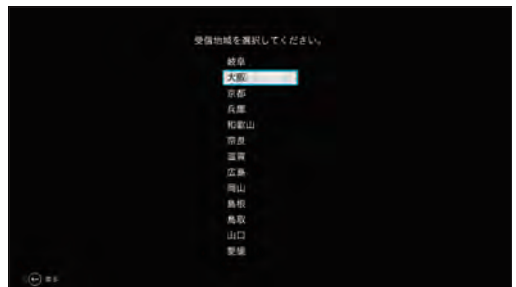 受信地域を選択してください。
岐阜
大阪
京都
兵庫
和歌山
奈良
滋賀
広島
岡山
島根
鳥取
山口
愛媛
戻る